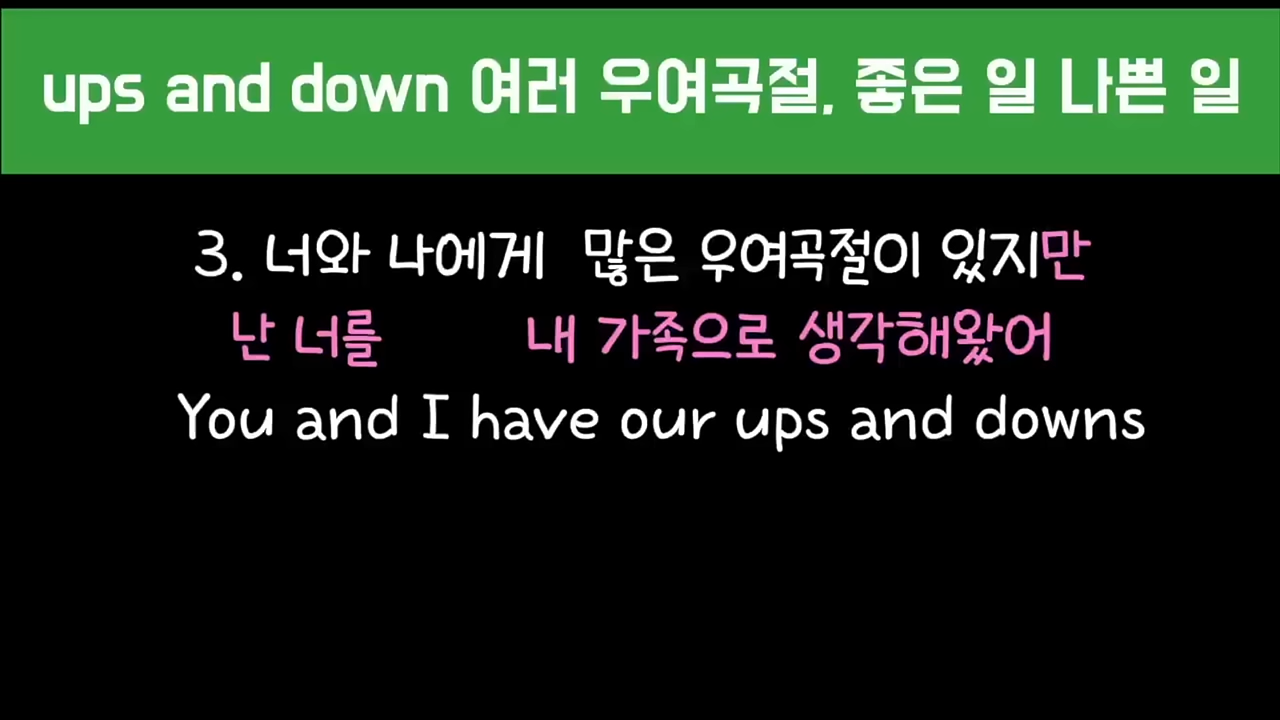 ups and down 여러 우여곡절, 좋은 일 나쁜 일
3. 너와 나에게 많은 우여곡절이 있지만
난 너를 내 가족으로 생각해왔어
You and I have our ups and downs